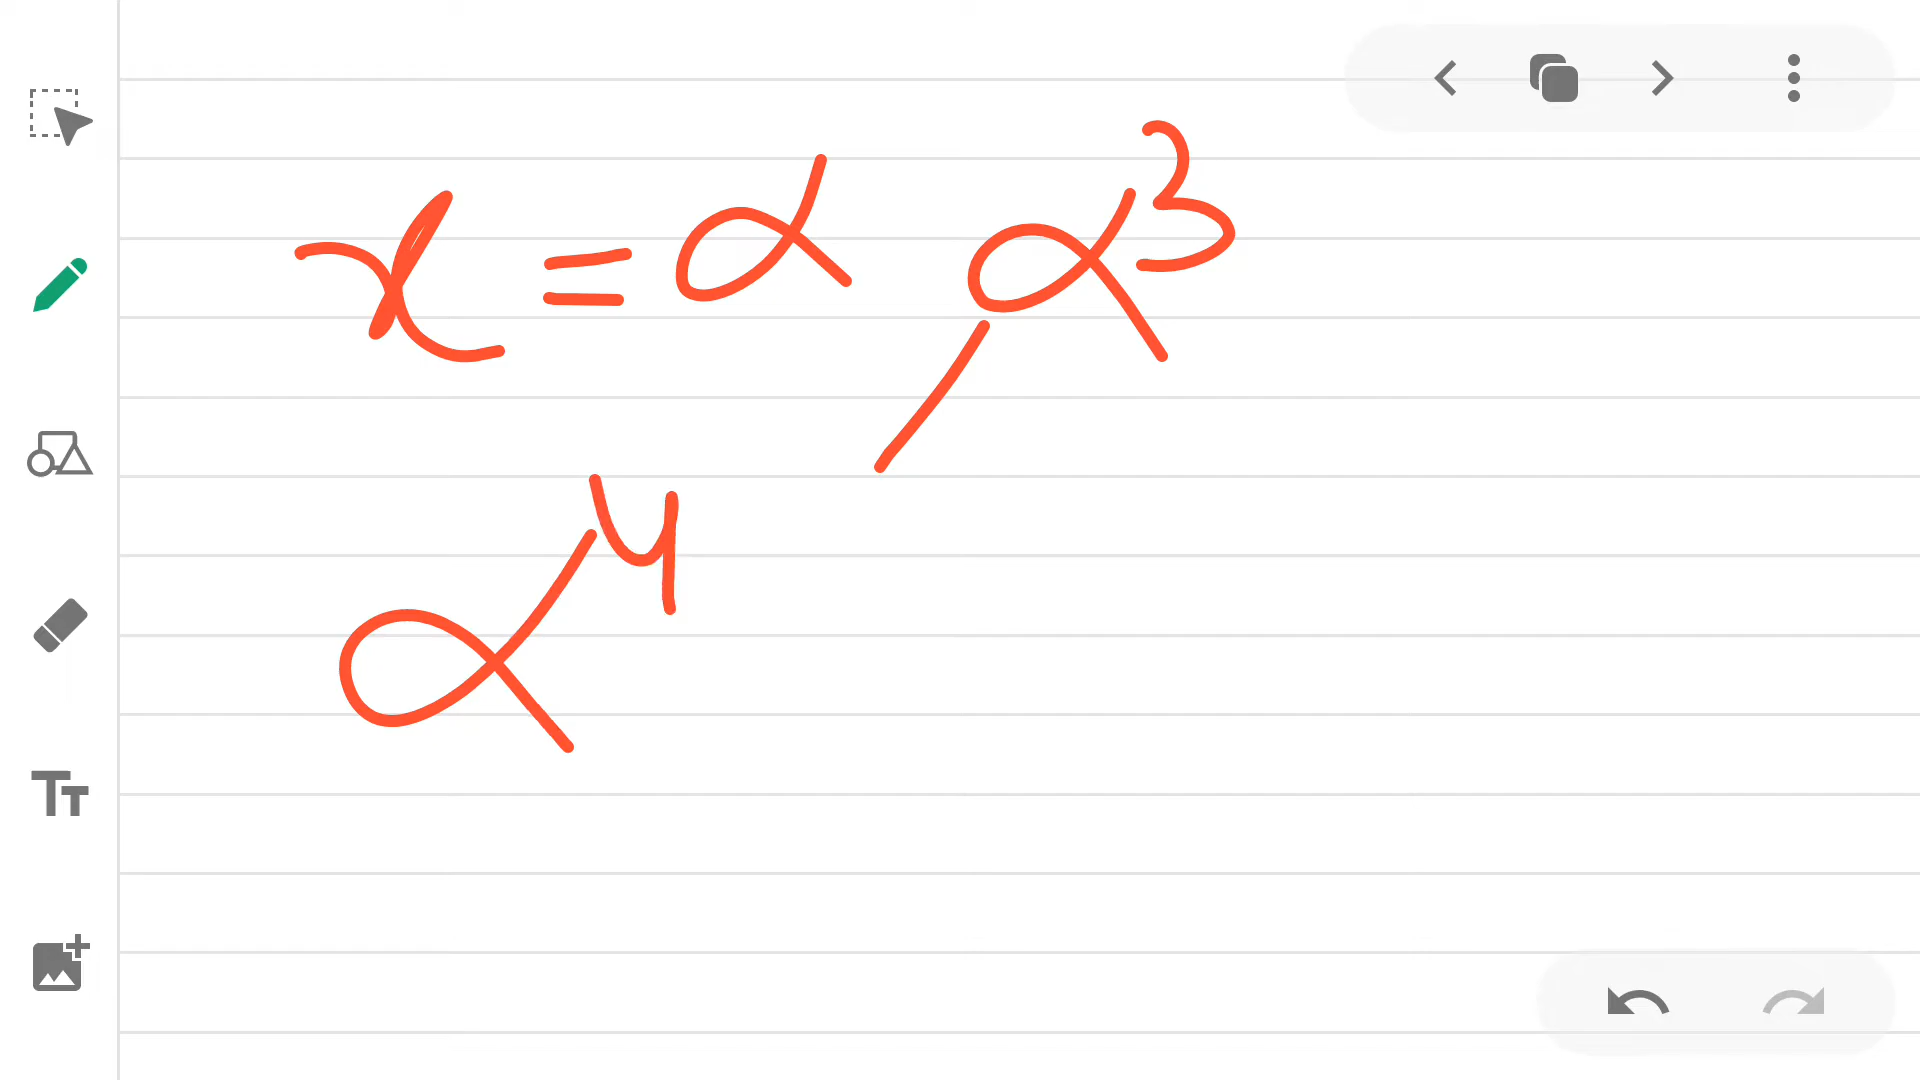 x = α , α³
α⁴